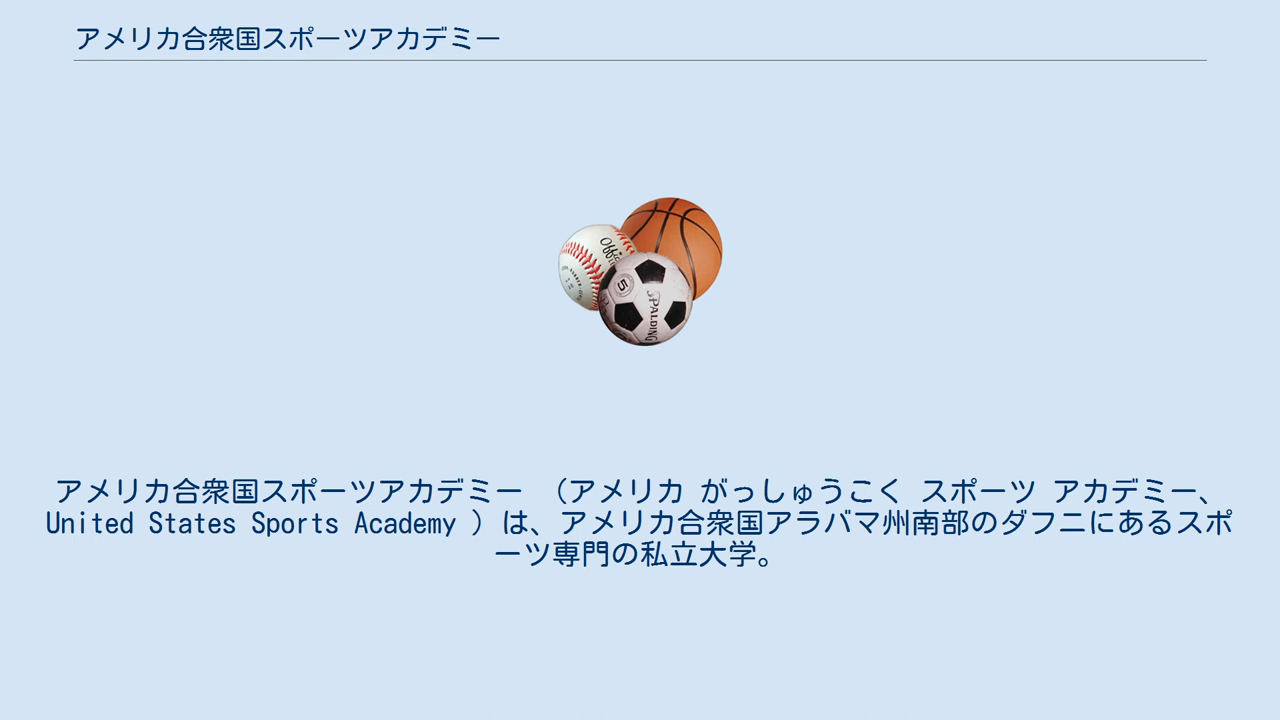 アメリカ合衆国スポーツアカデミー
5
SPALDING
アメリカ合衆国スポーツアカデミー （アメリカ がっしゅうこく スポーツ アカデミー、
United States Sports Academy ）は、アメリカ合衆国アラバマ州南部のダフニにあるスポ
ーツ専門の私立大学。